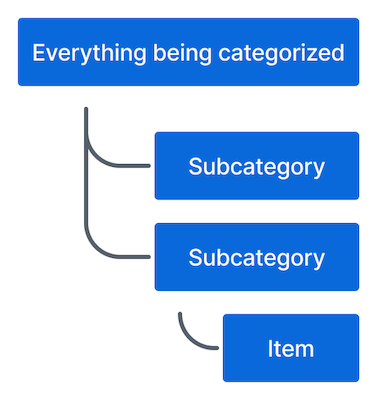 Everything being categorized
Subcategory
Subcategory
Item